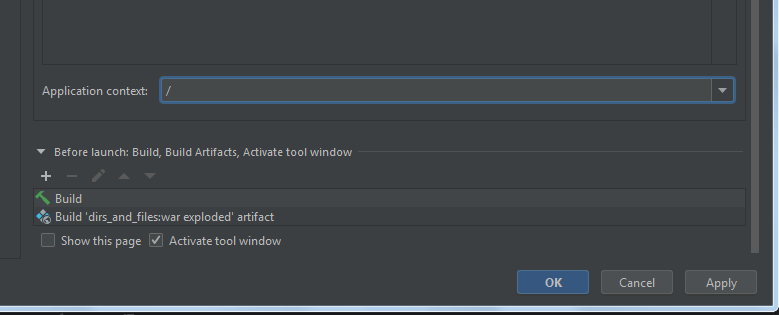 Application context: /
Before launch: Build, Build Artifacts, Activate tool window
Build
Build 'dirs_and_files:war exploded' artifact
Show this page Activate tool window
OK Cancel Apply